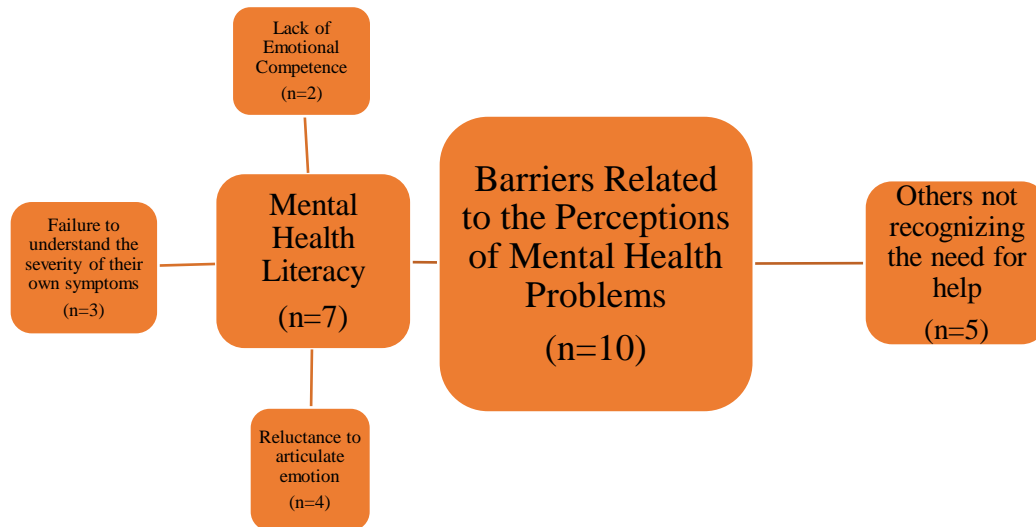 Lack of
Emotional
Competence
(n=2)
Failure to
understand the
severity of their
own symptoms
(n=3)
Mental
Health
Literacy
(n=7)
Reluctance to
articulate
emotion
(n=4)
Barriers Related
to the Perceptions
of Mental Health
Problems
(n=10)
Others not
recognizing
the need for
help
(n=5)